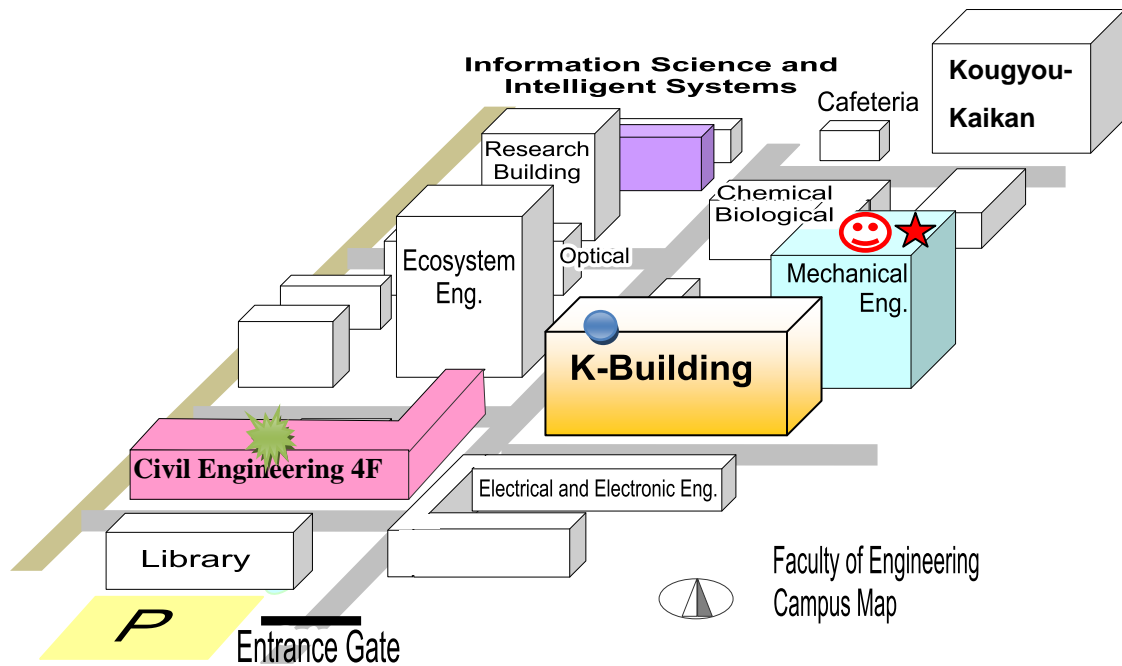 Information Science and
Intelligent Systems
Kougyou-
Kaikan
Cafeteria
Research
Building
Chemical
Biological
Ecosystem
Eng.
Optical
Mechanical
Eng.
K-Building
Civil Engineering 4F
Electrical and Electronic Eng.
Library
Faculty of Engineering
Campus Map
P
Entrance Gate